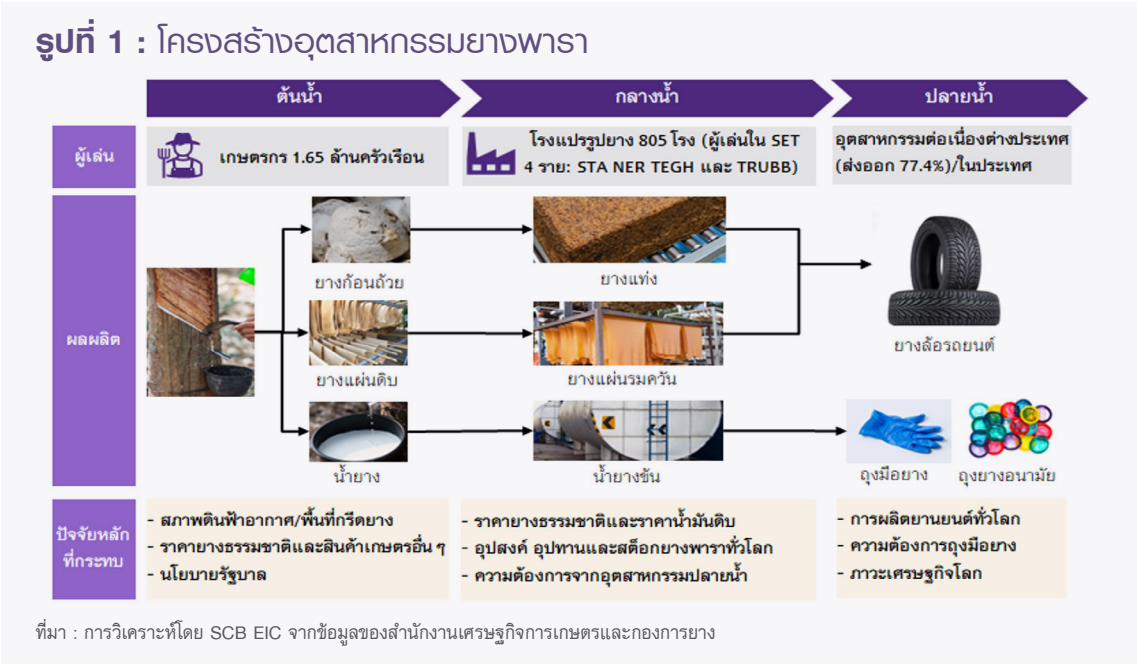 รูปที่ 1 : โครงสร้างอุตสาหกรรมยางพารา
ต้นน้ำ
กลางน้ำ
ปลายน้ำ
ผู้เล่น
เกษตรกร 1.65 ล้านครัวเรือน
โรงแปรรูปยาง 805 โรง (ผู้เล่นใน SET
4 ราย: STA NER TEGH และ TRUBB)
อุตสาหกรรมต่อเนื่องต่างประเทศ
(ส่งออก 77.4%)/ในประเทศ
ผลผลิต
ยางก้อนถ้วย
ยางแท่ง
ยางแผ่นดิบ
ยางแผ่นรมควัน
ยางล้อรถยนต์
น้ำยาง
น้ำยางข้น
ถุงมือยาง
ถุงยางอนามัย
ปัจจัยหลัก
ที่กระทบ
- สภาพดินฟ้าอากาศ/พื้นที่กรีดยาง
- ราคายางธรรมชาติและสินค้าเกษตรอื่น ๆ
- นโยบายรัฐบาล
- ราคายางธรรมชาติและราคาน้ำมันดิบ
- อุปสงค์ อุปทานและสต็อกยางพาราทั่วโลก
- ความต้องการจากอุตสาหกรรมปลายน้ำ
- การผลิตยานยนต์ทั่วโลก
- ความต้องการถุงมือยาง
- ภาวะเศรษฐกิจโลก
ที่มา : การวิเคราะห์โดย SCB EIC จากข้อมูลของสำนักงานเศรษฐกิจการเกษตรและกองการยาง